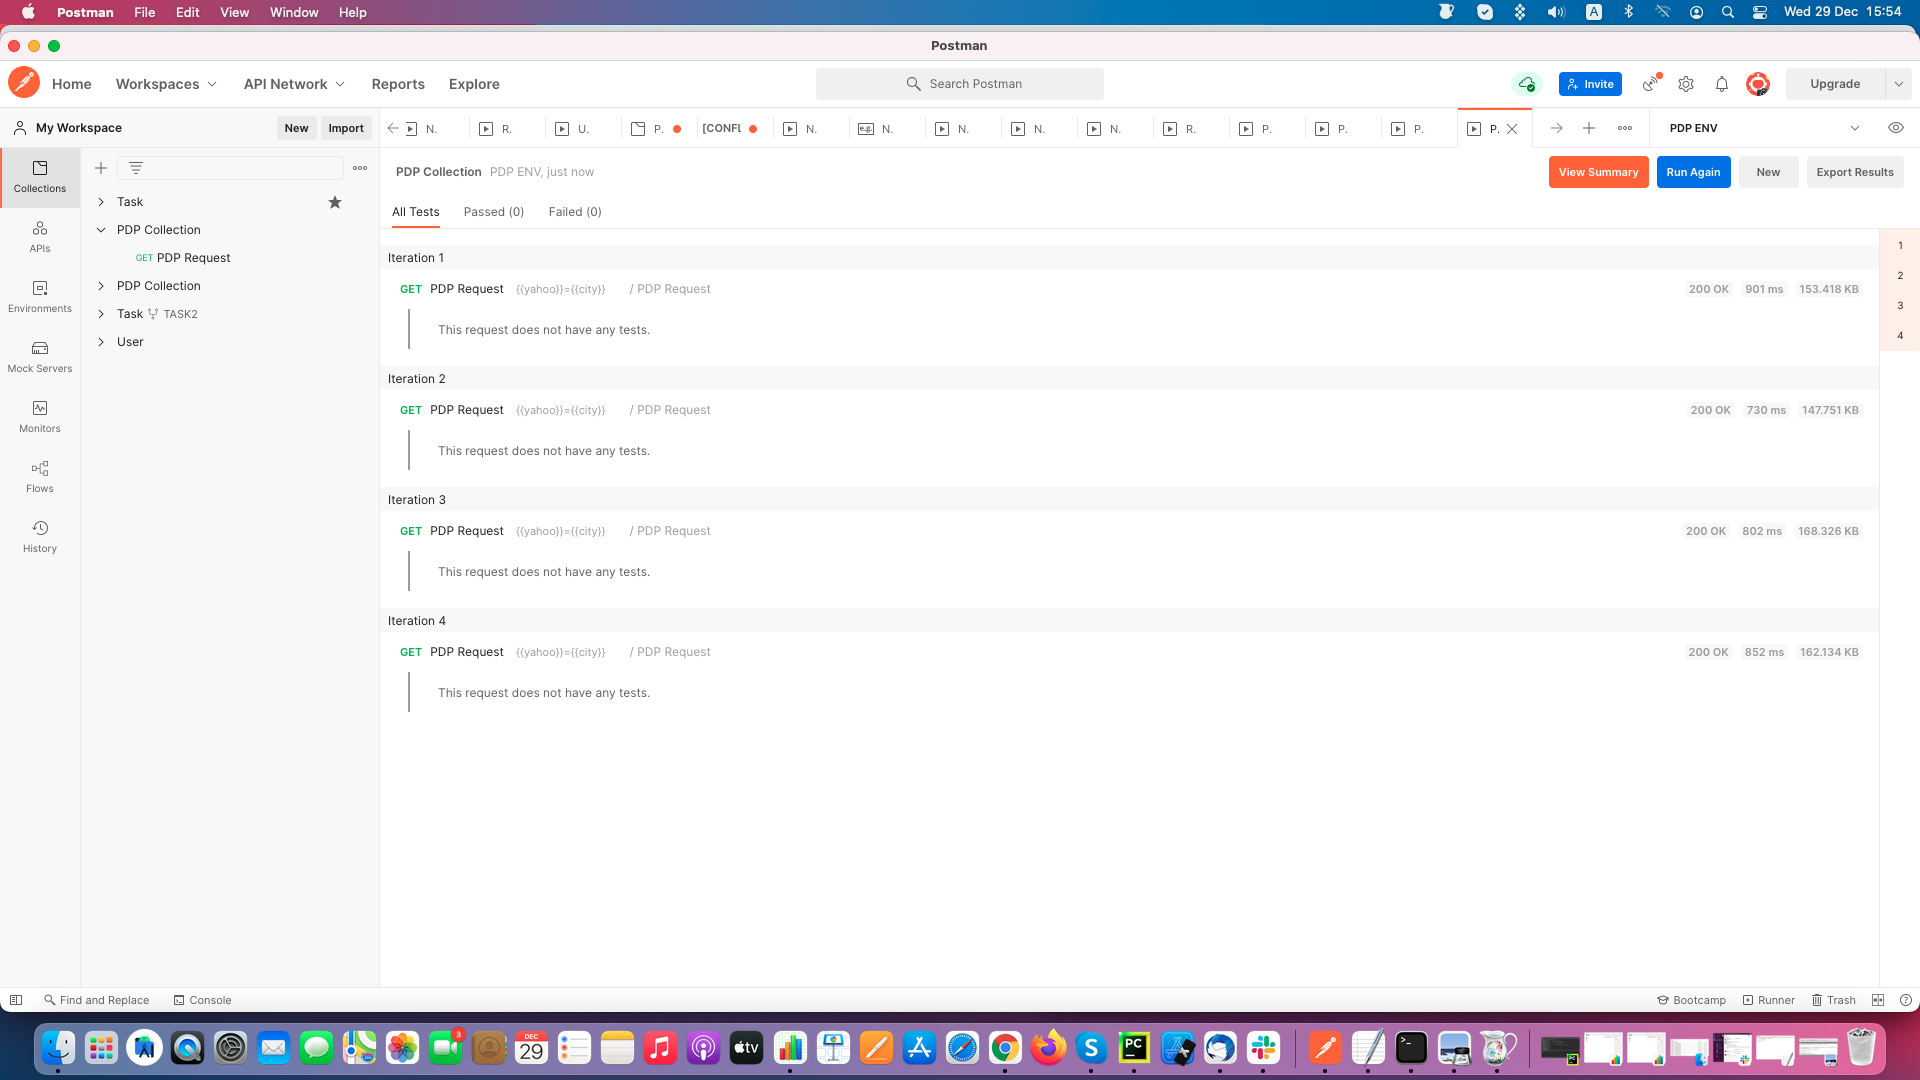 Postman File Edit View Window Help A Wed 29 Dec 15:54
Postman
Home Workspaces API Network Reports Explore Search Postman Invite Upgrade
My Workspace New Import N. R. U. P. [CONFL N. e.g. N. N. N. N. R. P. P. P. P. PDP ENV
Collections
APIs
Environments
Mock Servers
Monitors
Flows
History
Task
PDP Collection
GET PDP Request
PDP Collection
Task TASK2
User
PDP Collection PDP ENV, just now View Summary Run Again New Export Results
All Tests Passed (0) Failed (0)
Iteration 1
GET PDP Request {{yahoo}}={{city}} / PDP Request 200 OK 901 ms 153.418 KB
This request does not have any tests.
Iteration 2
GET PDP Request {{yahoo}}={{city}} / PDP Request 200 OK 730 ms 147.751 KB
This request does not have any tests.
Iteration 3
GET PDP Request {{yahoo}}={{city}} / PDP Request 200 OK 802 ms 168.326 KB
This request does not have any tests.
Iteration 4
GET PDP Request {{yahoo}}={{city}} / PDP Request 200 OK 852 ms 162.134 KB
This request does not have any tests.
1
2
3
4
Find and Replace Console Bootcamp Runner Trash
3
DEC
29
tv
PC